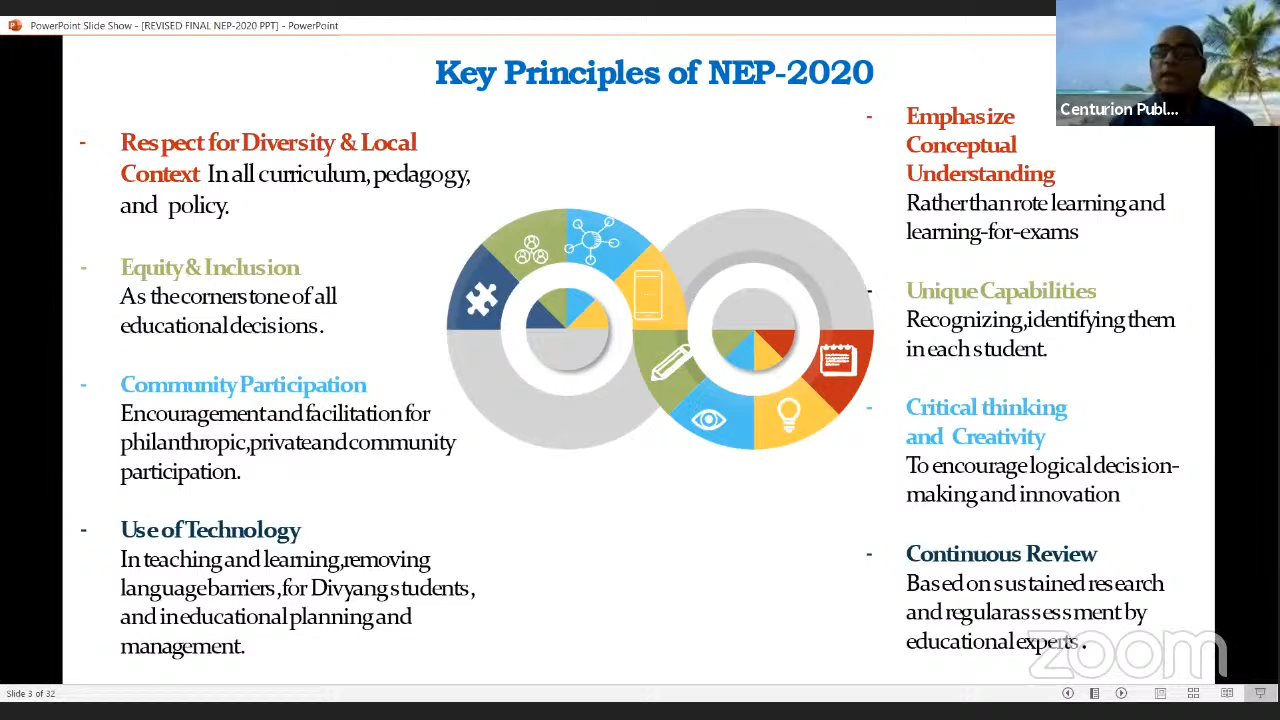 PowerPoint Slide Show - [REVISED FINAL NEP-2020 PPT] - PowerPoint
Key Principles of NEP-2020
Centurion Publ...
- Respect for Diversity & Local
Context In all curriculum, pedagogy,
and policy.
- Equity & Inclusion
As the cornerstone of all
educational decisions.
- Community Participation
Encouragement and facilitation for
philanthropic, private and community
participation.
- Use of Technology
In teaching and learning, removing
language barriers, for Divyang students,
and in educational planning and
management.
- Emphasize
Conceptual
Understanding
Rather than rote learning and
learning-for-exams
- Unique Capabilities
Recognizing, identifying them
in each student.
- Critical thinking
and Creativity
To encourage logical decision-
making and innovation
- Continuous Review
Based on sustained research
and regular assessment by
educational experts.
zoom
Slide 3 of 32